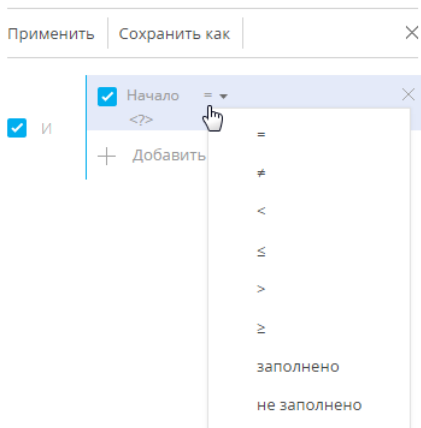 Применить Сохранить как
Начало =
<?>
И
Добавить
=
≠
<
≤
>
≥
заполнено
не заполнено